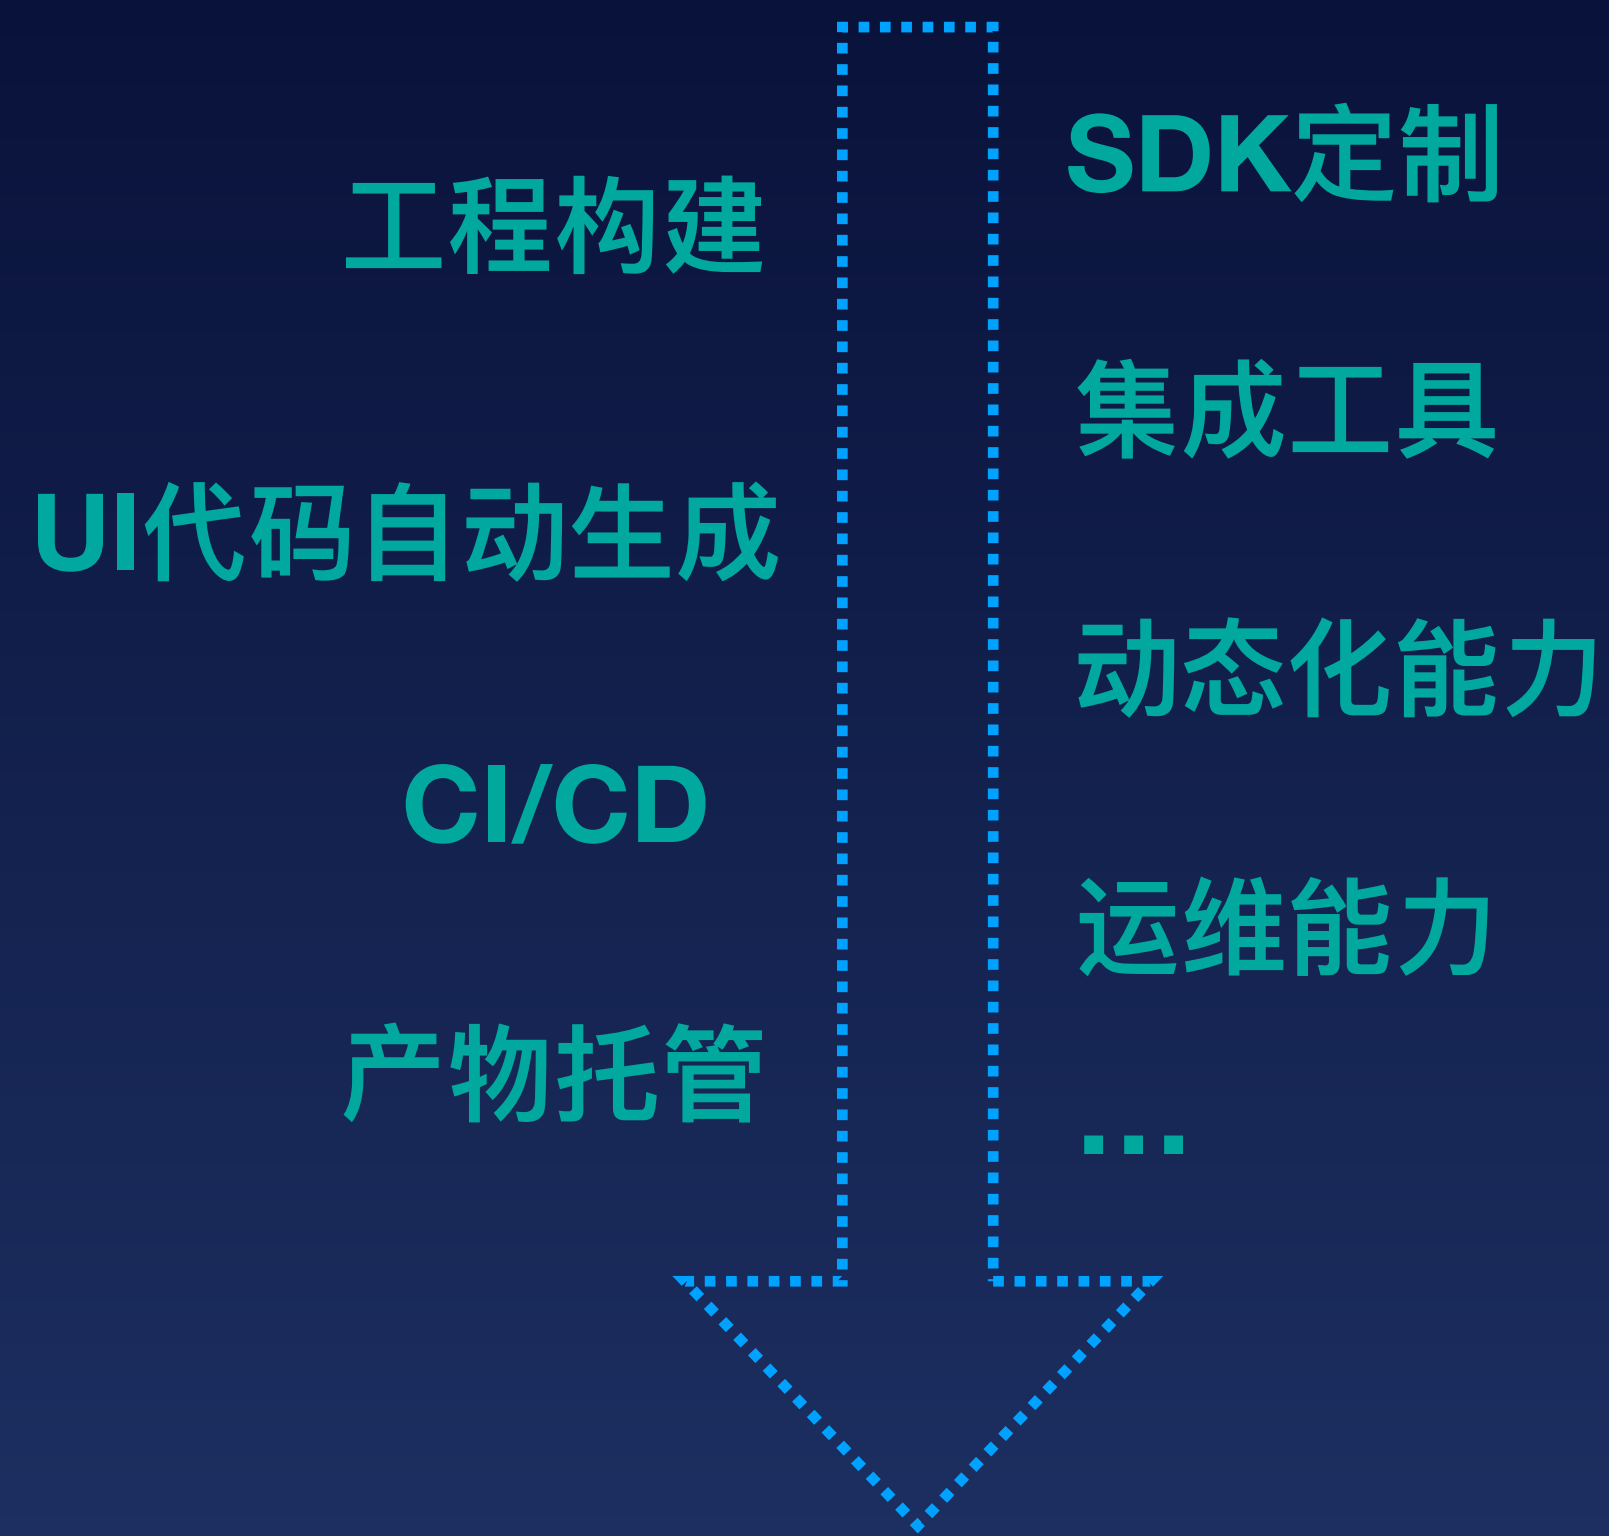 工程构建
UI代码自动生成
CI/CD
产物托管
SDK定制
集成工具
动态化能力
运维能力
...